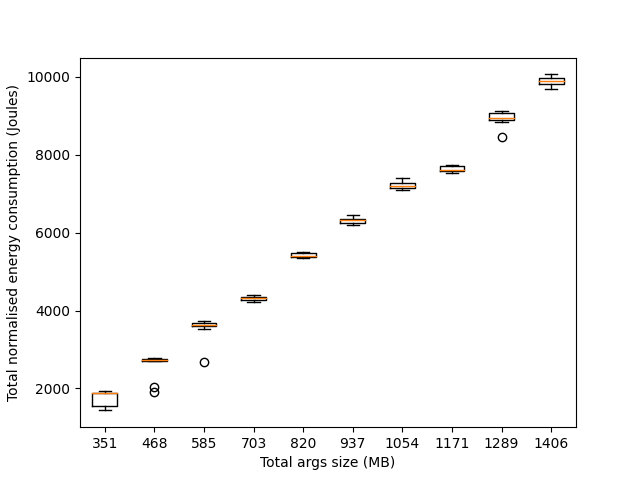 10000
8000
6000
4000
2000
Total normalised energy consumption (Joules)
351 468 585 703 820 937 1054 1171 1289 1406
Total args size (MB)